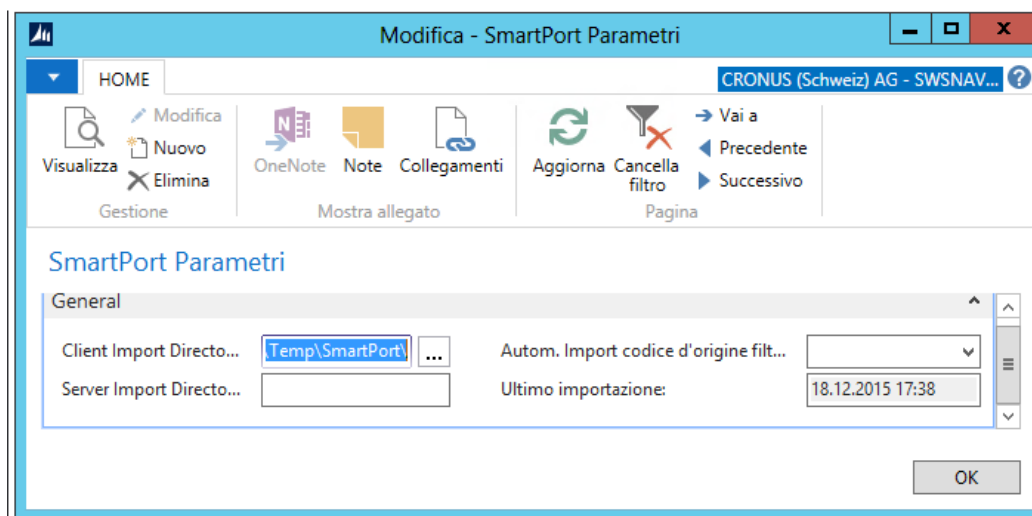 Modifica - SmartPort Parametri
HOME
CRONUS (Schweiz) AG - SWSNAV...
Visualizza
Modifica
Nuovo
Elimina
Gestione
OneNote
Note
Collegamenti
Mostra allegato
Aggiorna
Cancella
filtro
Vai a
Precedente
Successivo
Pagina
SmartPort Parametri
General
Client Import Directo... \Temp\SmartPort\ ...
Autom. Import codice d'origine filt...
Server Import Directo...
Ultimo importazione: 18.12.2015 17:38
OK